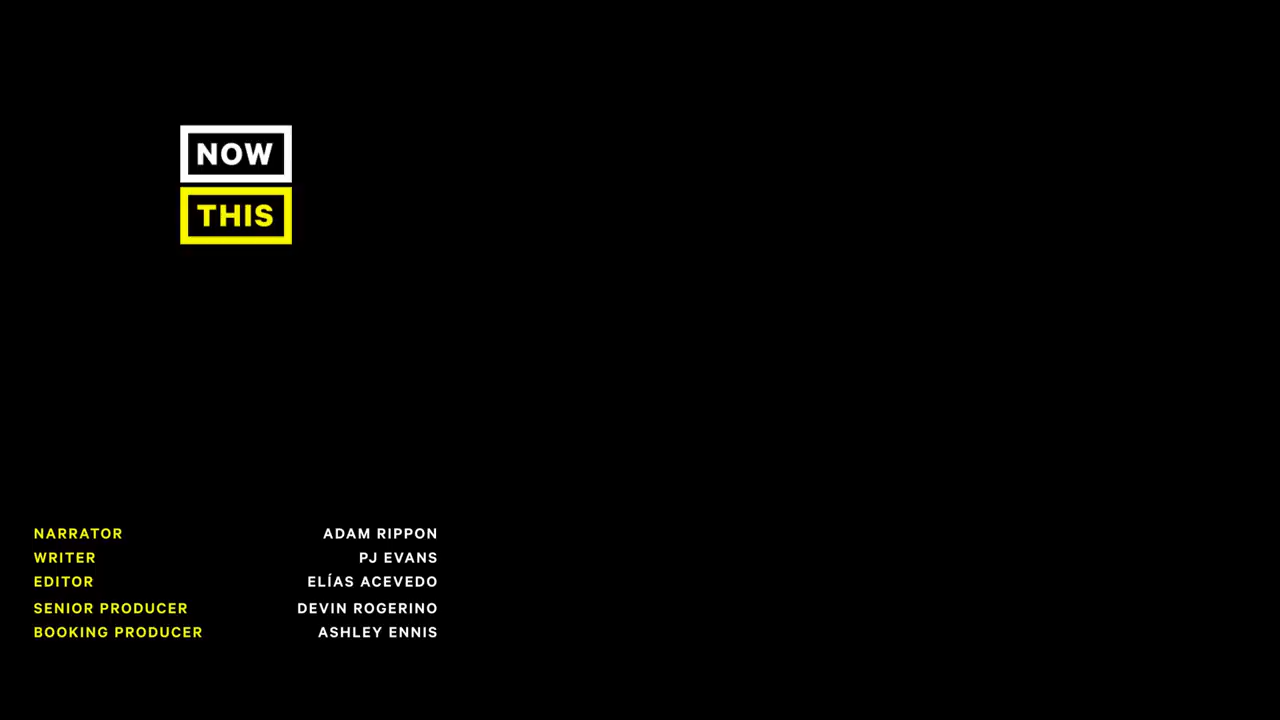 NOW
THIS
NARRATOR ADAM RIPPON
WRITER PJ EVANS
EDITOR ELÍAS ACEVEDO
SENIOR PRODUCER DEVIN ROGERINO
BOOKING PRODUCER ASHLEY ENNIS